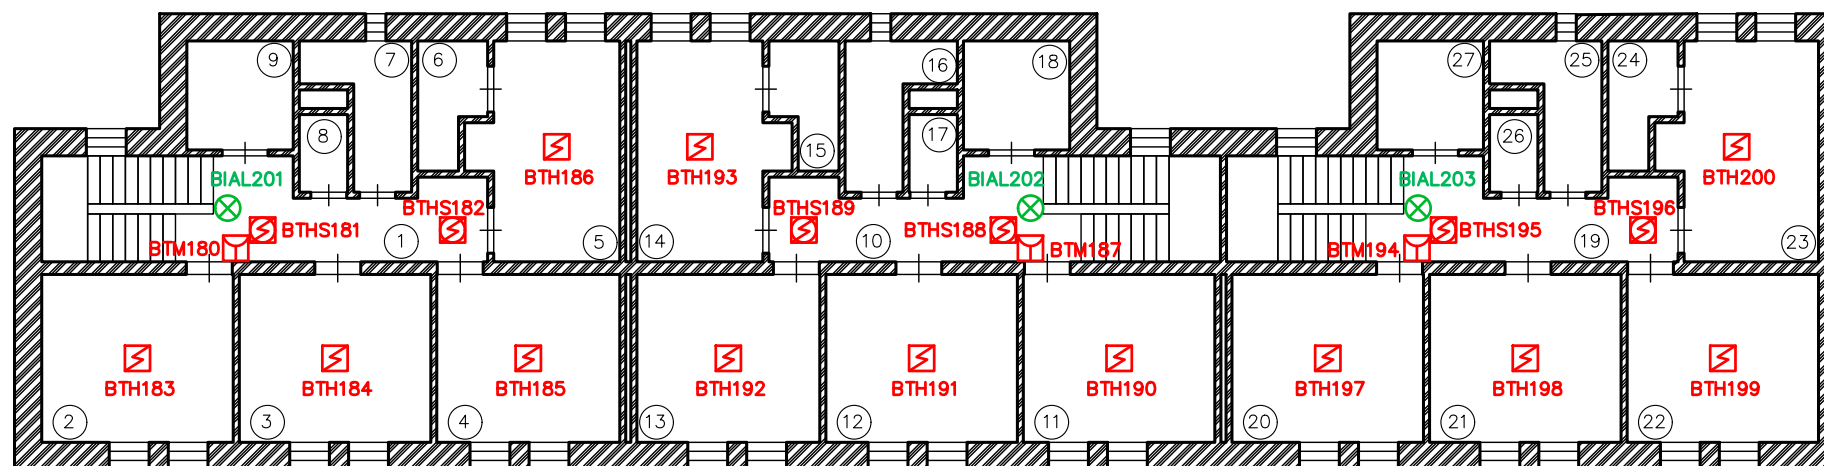 9
7
6
16
18
27
25
24
8
15
17
26
BTH186
BTH193
BTH200
BIAL201
BIAL202
BIAL203
BTHS182
BTHS189
BTHS196
BTHS181
BTHS188
BTHS195
BTM180
1
5
14
10
BTM187
BTM194
19
23
BTH183
BTH184
BTH185
BTH192
BTH191
BTH190
BTH197
BTH198
BTH199
2
3
4
13
12
11
20
21
22